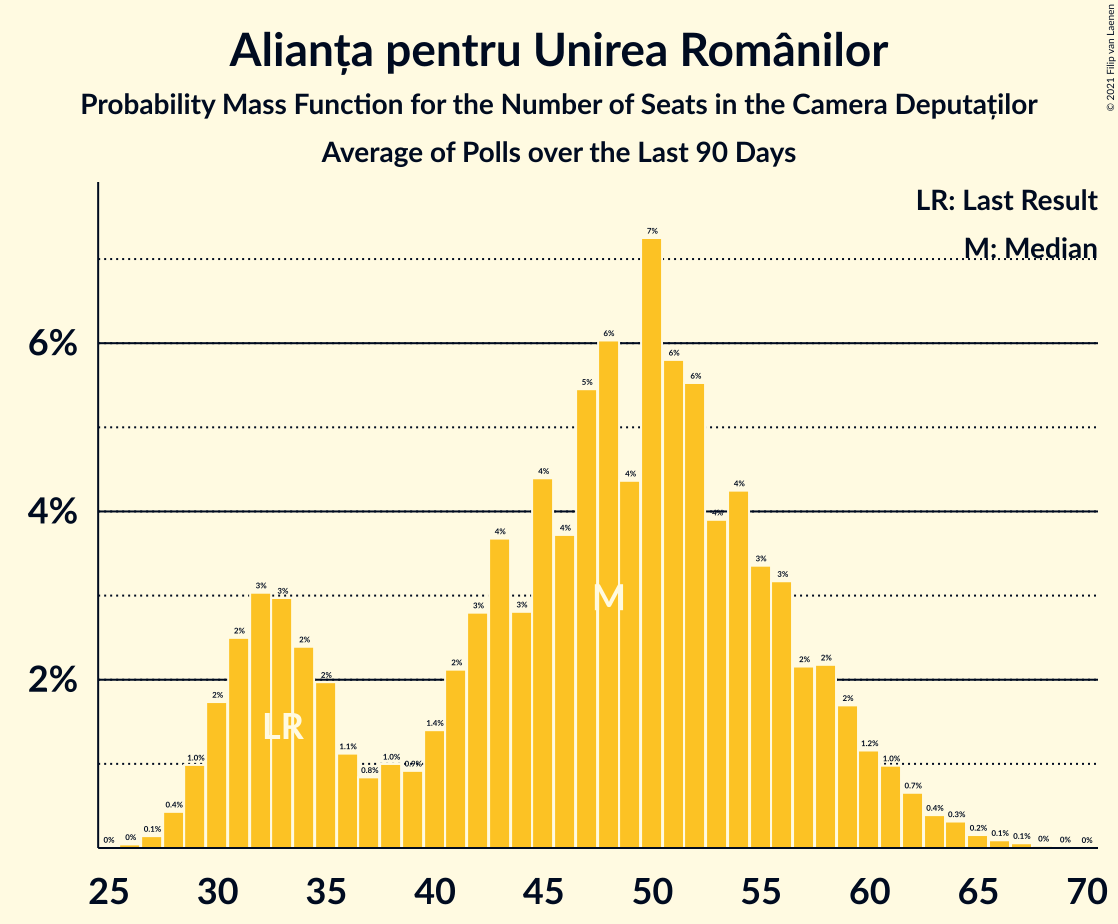 Alianța pentru Unirea Românilor
Probability Mass Function for the Number of Seats in the Camera Deputaților
Average of Polls over the Last 90 Days
© 2021 Filip van Laenen
LR: Last Result
M: Median
6%
4%
2%
0% 0% 0.1% 0.4% 1.0% 2% 2% 3% 3% 2% 2% 1.1% 0.8% 1.0% 0.9% 1.4% 2% 3% 4% 3% 4% 4% 5% 6% 4% 7% 6% 6% 4% 4% 3% 3% 2% 2% 2% 1.2% 1.0% 0.7% 0.4% 0.3% 0.2% 0.1% 0.1% 0% 0% 0%
M
LR
25 30 35 40 45 50 55 60 65 70